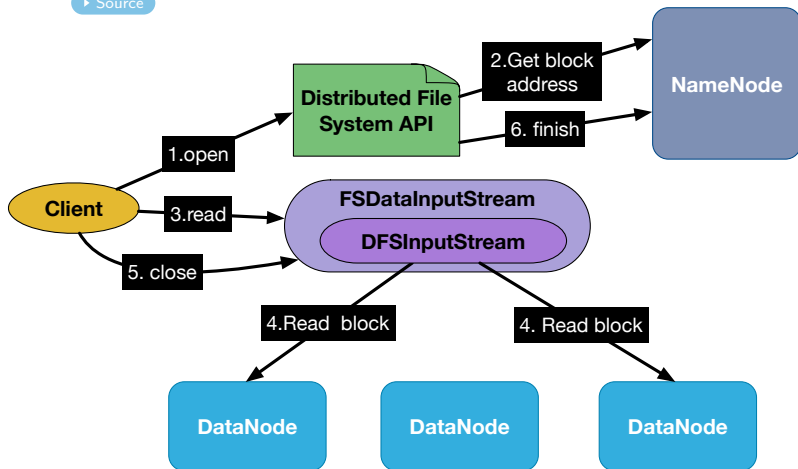 Source
2.Get block
address
NameNode
Distributed File
System API
6. finish
1.open
Client
3.read
FSDataInputStream
DFSInputStream
5. close
4.Read block
4. Read block
DataNode
DataNode
DataNode